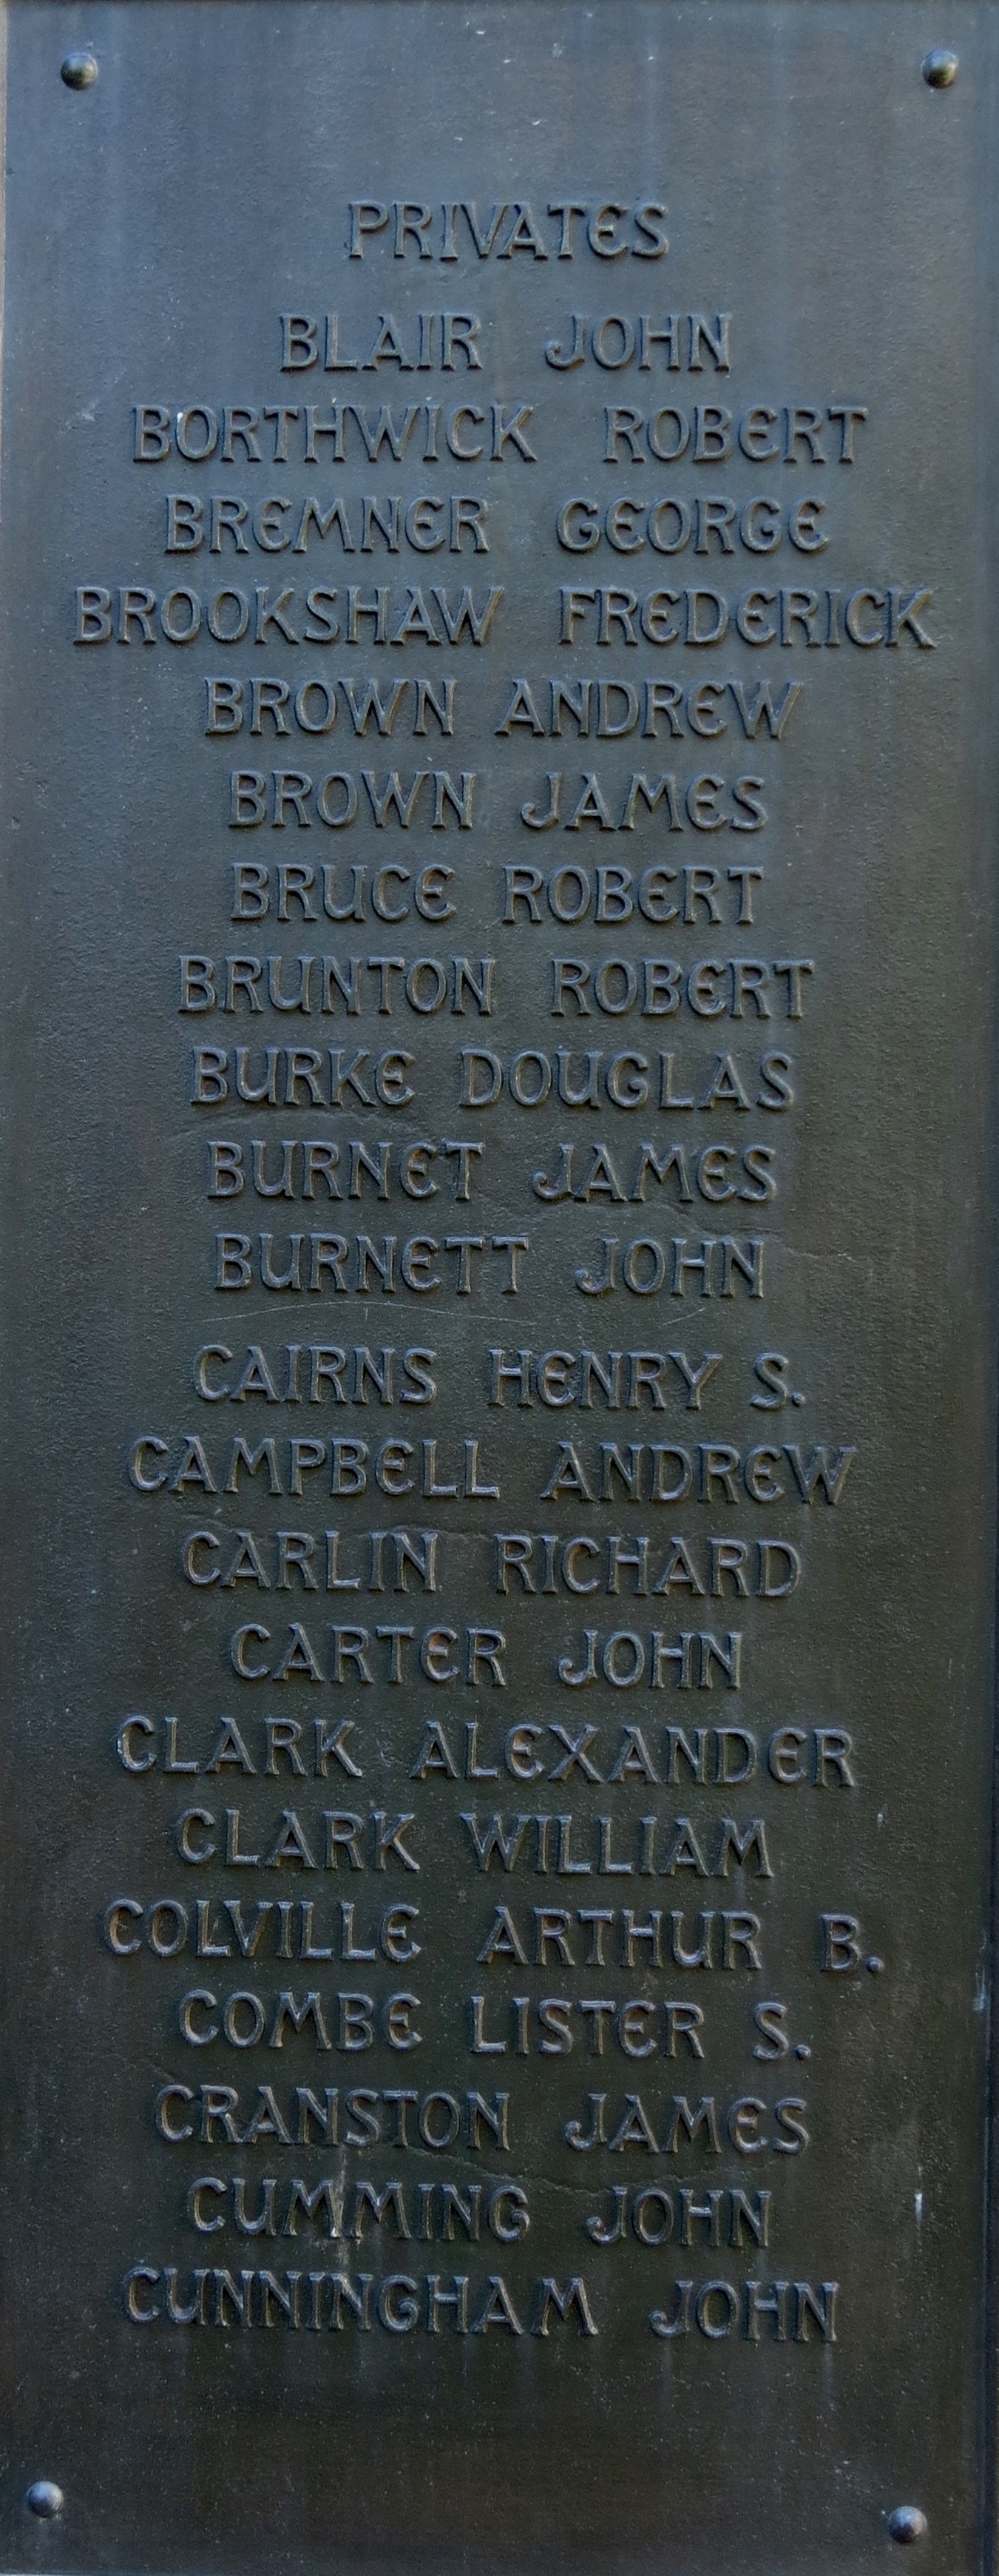 PRIVATES
BLAIR JOHN
BORTHWICK ROBERT
BREMNER GEORGE
BROOKSHAW FREDERICK
BROWN ANDREW
BROWN JAMES
BRUCE ROBERT
BRUNTON ROBERT
BURKE DOUGLAS
BURNET JAMES
BURNETT JOHN
CAIRNS HENRY S.
CAMPBELL ANDREW
CARLIN RICHARD
CARTER JOHN
CLARK ALEXANDER
CLARK WILLIAM
COLVILLE ARTHUR B.
COMBE LISTER S.
CRANSTON JAMES
CUMMING JOHN
CUNNINGHAM JOHN